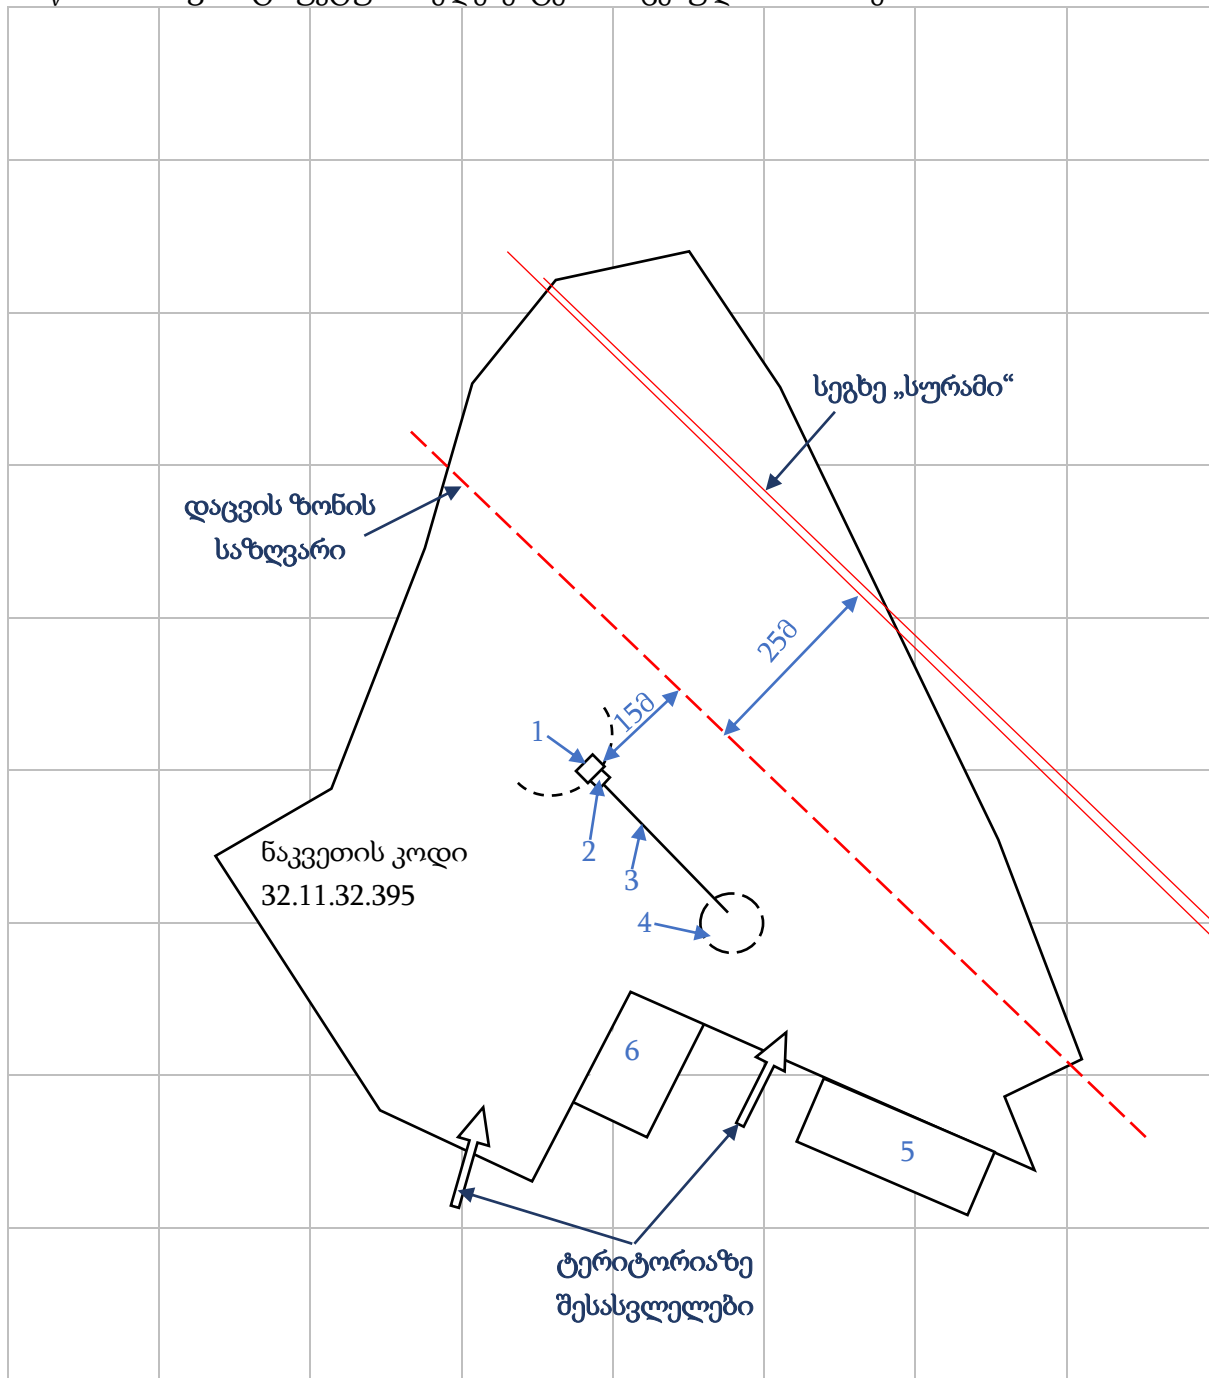 სეგხე „სურამი“
დაცვის ზონის
საზღვარი
25მ
15მ
1
2
3
4
ნაკვეთის კოდი
32.11.32.395
6
5
ტერიტორიაზე
შესასვლელები